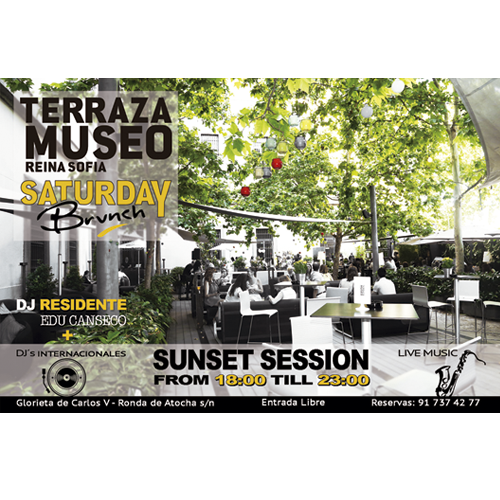 TERRAZA
MUSEO
REINA SOFIA
SATURDAY
Brunch
DJ RESIDENTE
EDU CANSECO
+
DJ´S INTERNACIONALES
SUNSET SESSION
FROM 18:00 TILL 23:00
LIVE MUSIC
Glorieta de Carlos V - Ronda de Atocha s/n
Entrada Libre
Reservas: 91 737 42 77